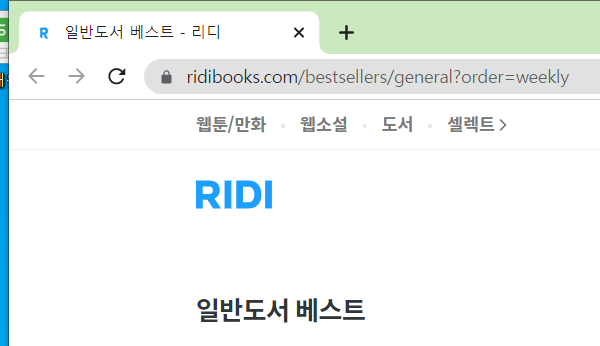 일반도서 베스트 - 리디
ridibooks.com/bestsellers/general?order=weekly
웹툰/만화 • 웹소설 • 도서 • 셀렉트 >
RIDI
일반도서 베스트